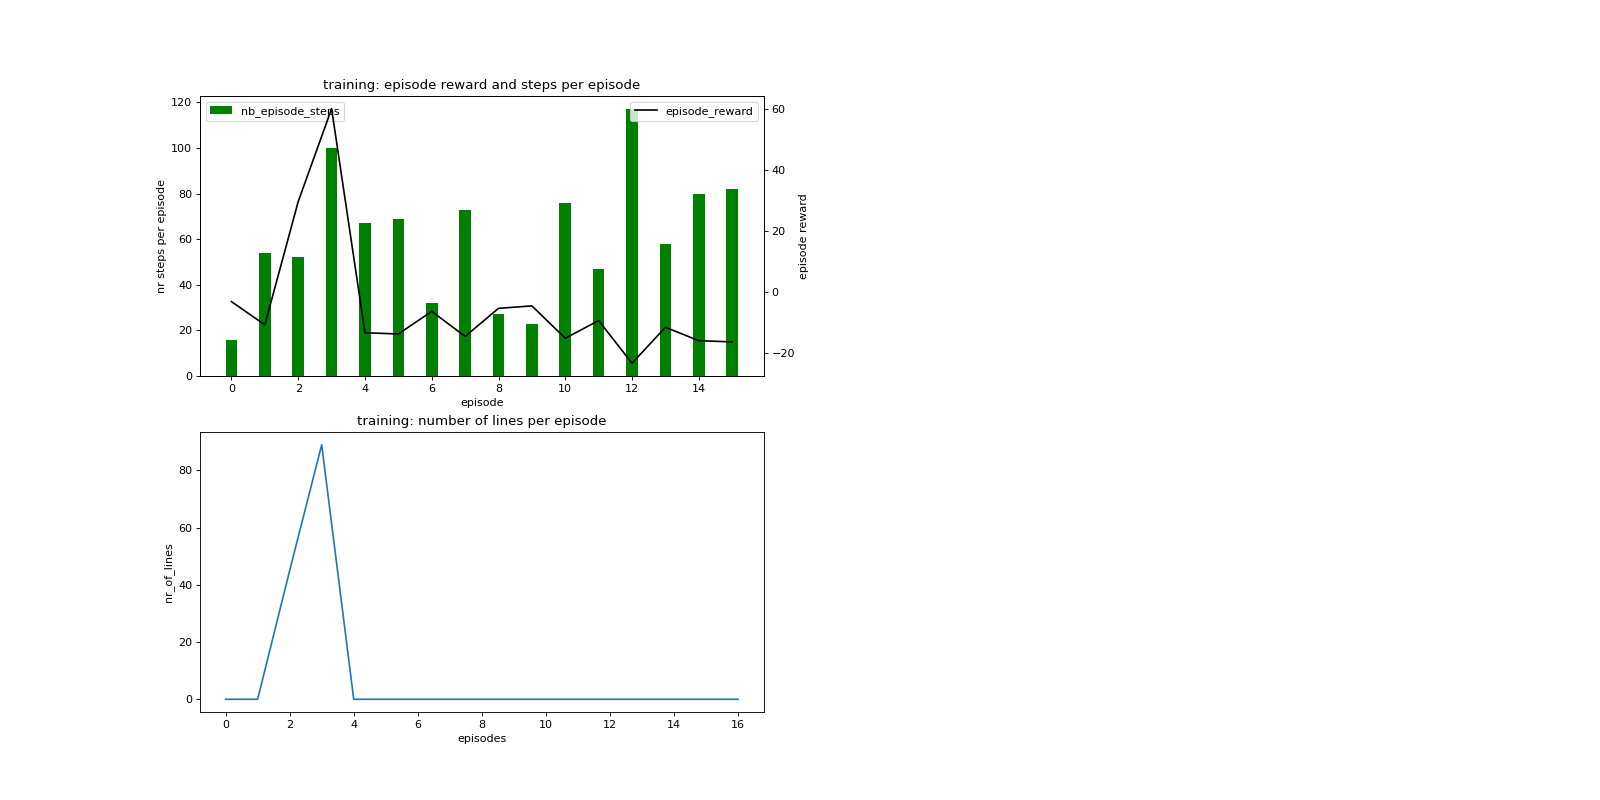 training: episode reward and steps per episode
nb_episode_steps
episode_reward
120
100
80
60
40
20
0
nr steps per episode
60
40
20
0
−20
episode reward
0 2 4 6 8 10 12 14
episode
training: number of lines per episode
80
60
40
20
0
nr_of_lines
0 2 4 6 8 10 12 14 16
episodes